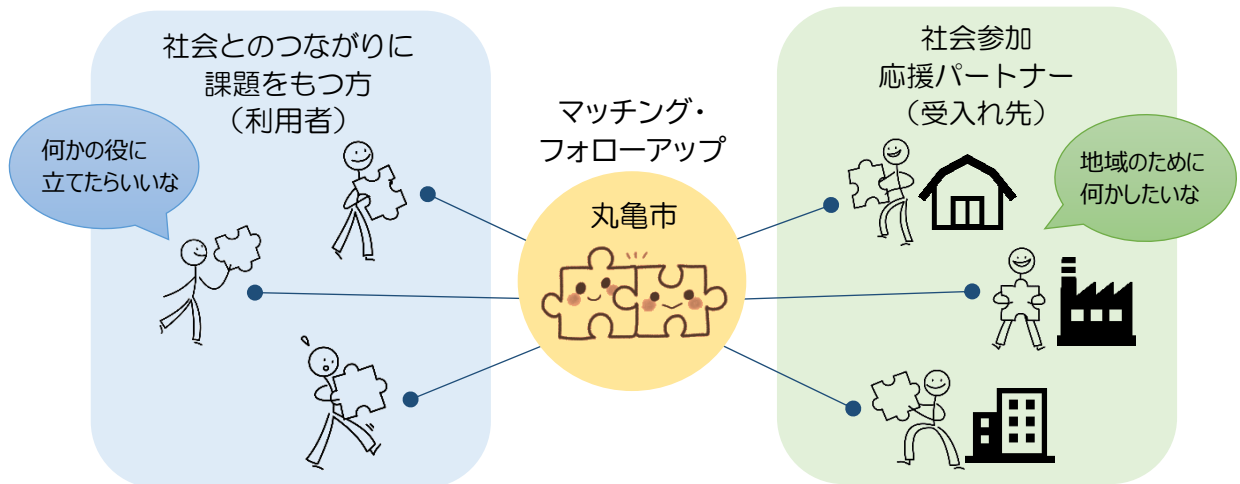 社会とのつながりに
課題をもつ方
（利用者）
何かの役に
立てたらいいな
マッチング・
フォローアップ
丸亀市
社会参加
応援パートナー
（受入れ先）
地域のために
何かしたいな